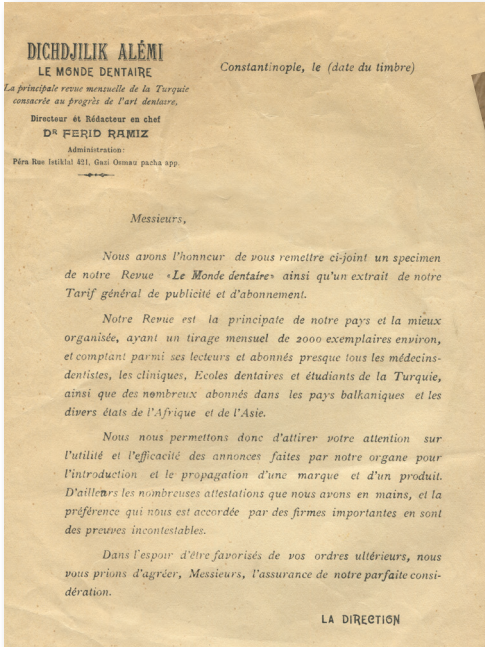 DICHDJILIK ALÉMI
LE MONDE DENTAIRE
La principale revue mensuelle de la Turquie
consacrée au progrès de l'art dentaire.
Directeur ét Rédacteur en chef
DR FERID RAMIZ
Administration:
Péra Rue Istiklal 421, Gazi Osmau pacha app.
Constantinople, le (date du timbre)
Messieurs,
Nous avons l'honncur de vous remettre ci-joint un specimen
de notre Revue «Le Monde dentaire» ainsi qu'un extrait de notre
Tarif général de publicité et d'abonnement.
Notre Revue est la principate de notre pays et la mieux
organisée, ayant un tirage mensuel de 2000 exemplaires environ,
et comptant parmi ses lecteurs et abonnés presque tous les médecins-
dentistes, les cliniques, Ecoles dentaires et étudiants de la Turquie,
ainsi que des nombreux abonnés dans les pays balkaniques et les
divers états de l'Afrique et de l'Asie.
Nous nous permettons donc d'attirer votre attention sur
l'utilité et l'efficacité des annonces faites par notre organe pour
l'introduction et le propagation d'une marque et d'un produit.
D'ailleurs les nombreuses attestations que nous avons en mains, et la
préférence qui nous est accordée par des firmes importantes en sont
des preuves incontestables.
Dans l'espoir d'être favorisés de vos ordres ultérieurs, nous
vous prions d'agréer, Messieurs, l'assurance de notre parfaite consi-
dération.
LA DIRECTION